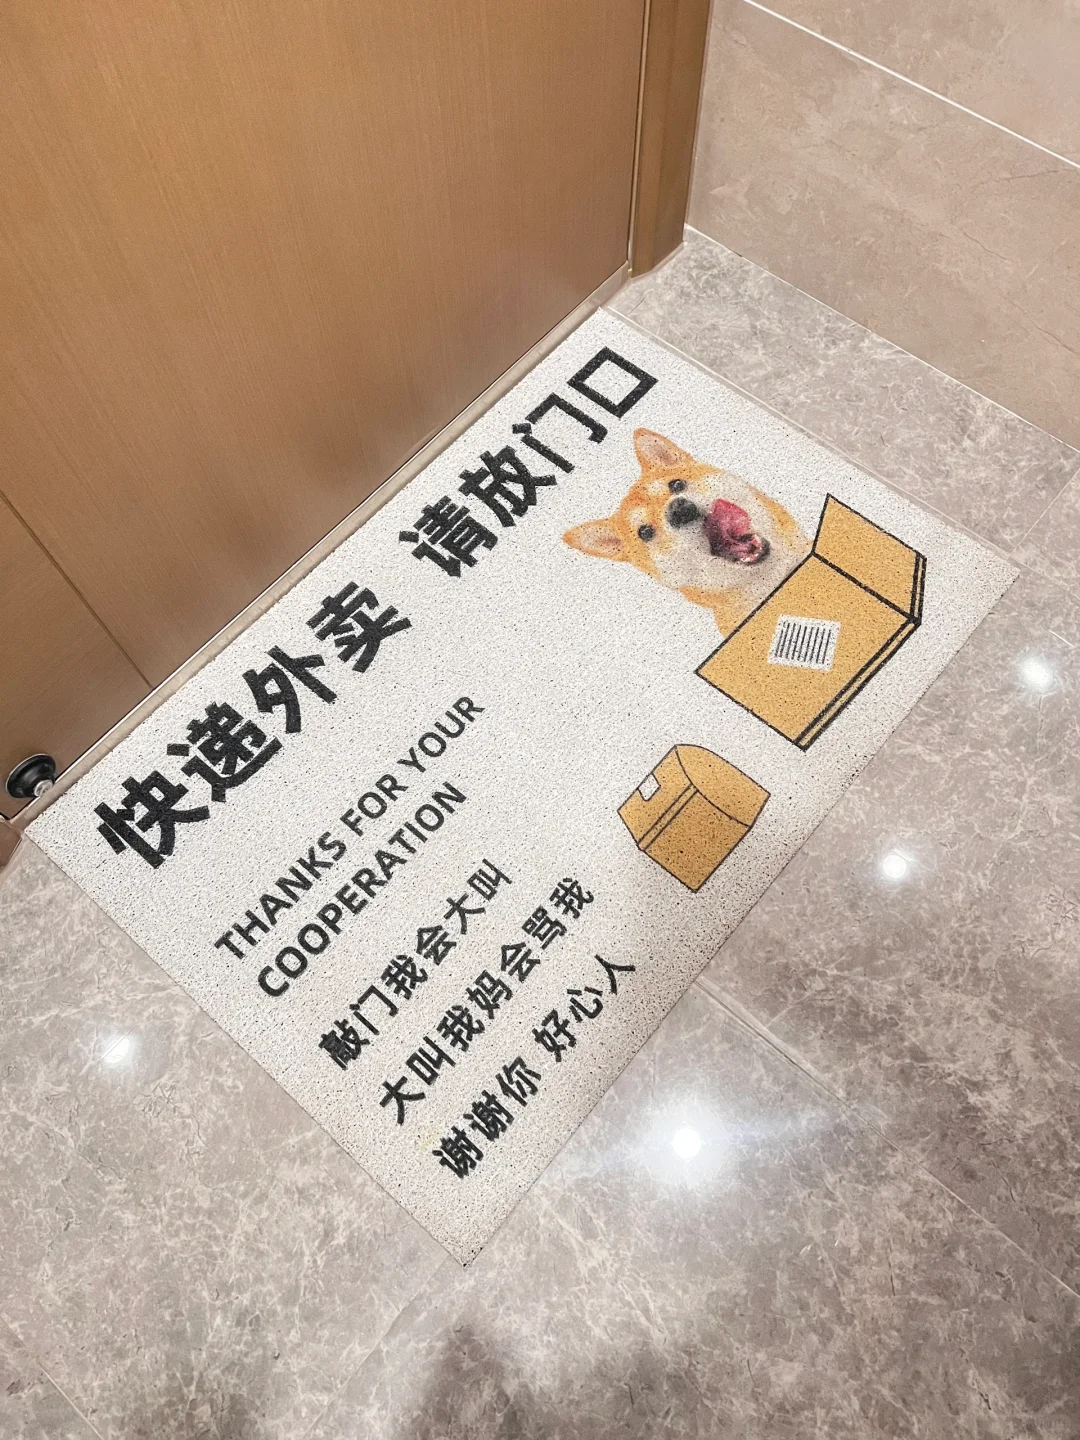 快递外卖 请放门口
THANKS FOR YOUR
COOPERATION
敲门我会大叫
大叫我妈会骂我
谢谢你 好心人